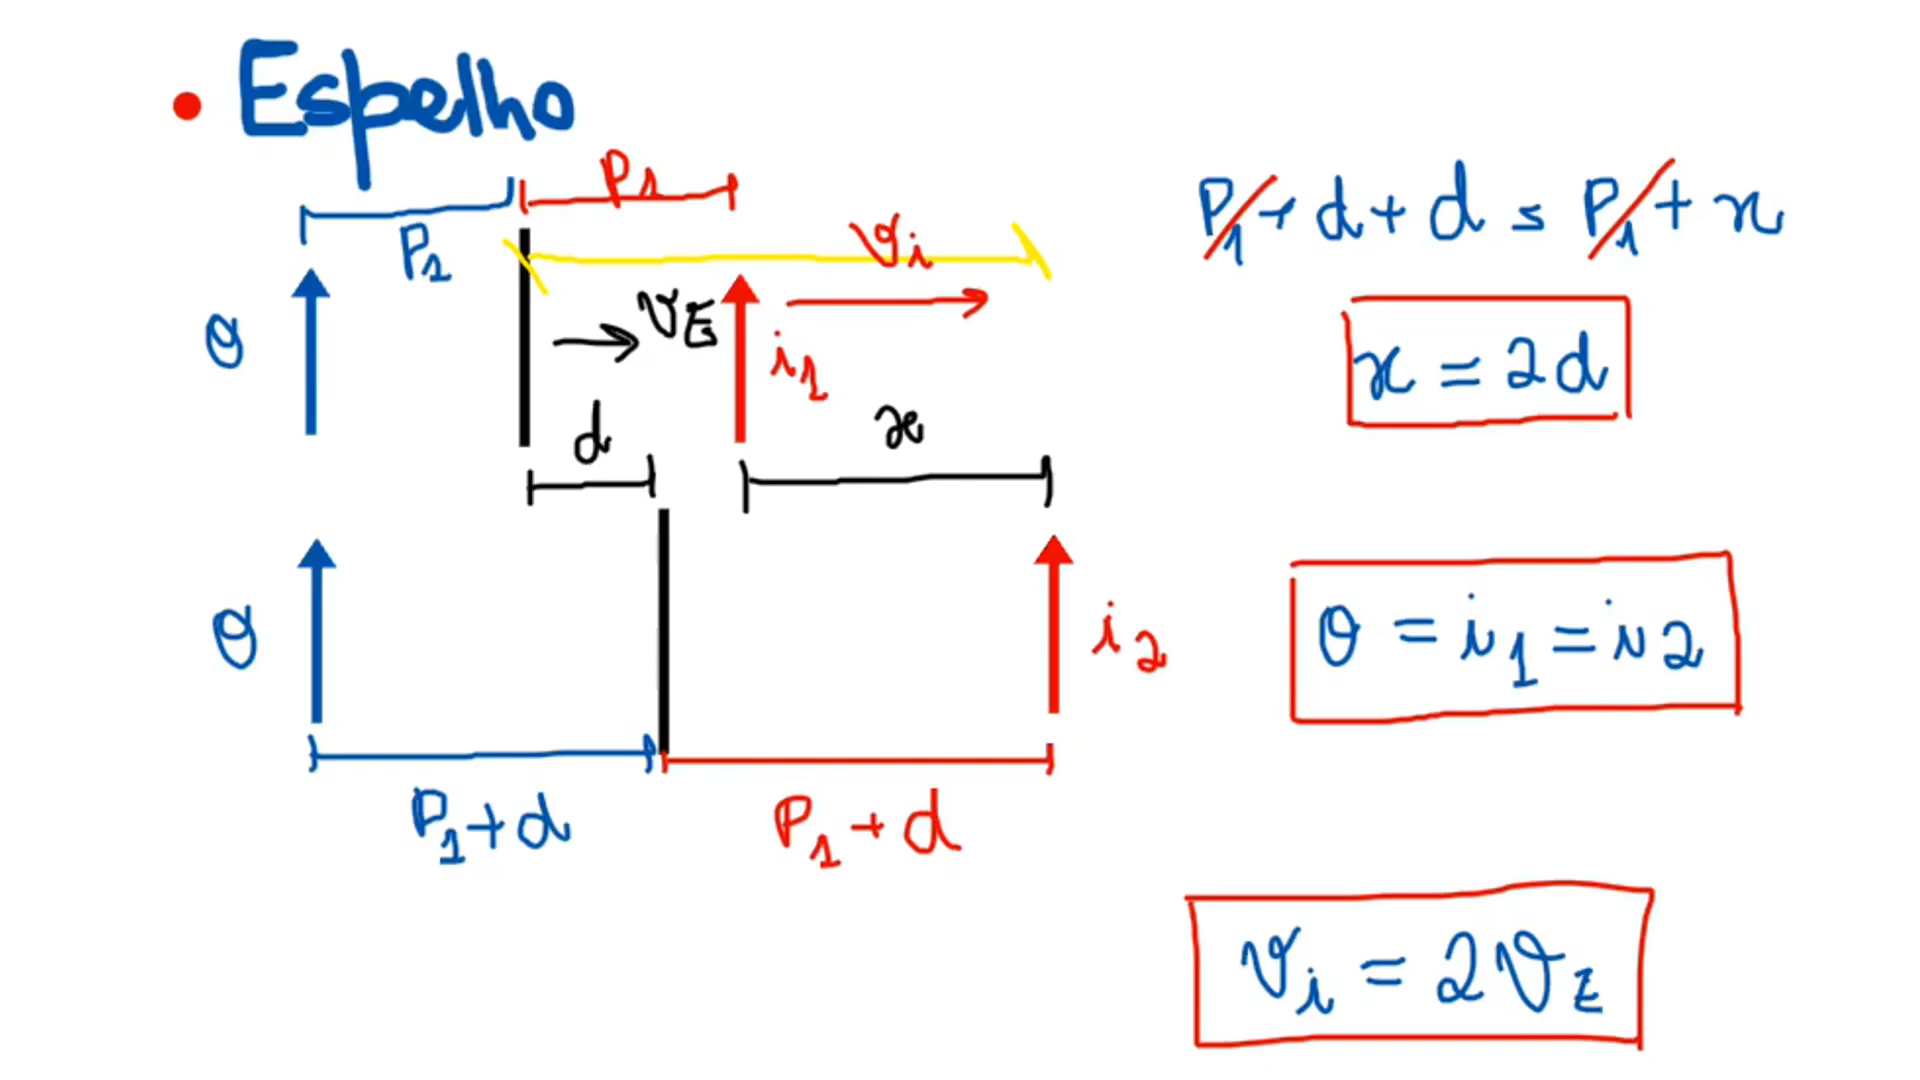 • Espelho
P1
P1
vi
P1 + d + d = P1 + x
o
vE
i1
x = 2d
d
x
o
i2
o = i1 = i2
P1 + d
P1 + d
vi = 2vE